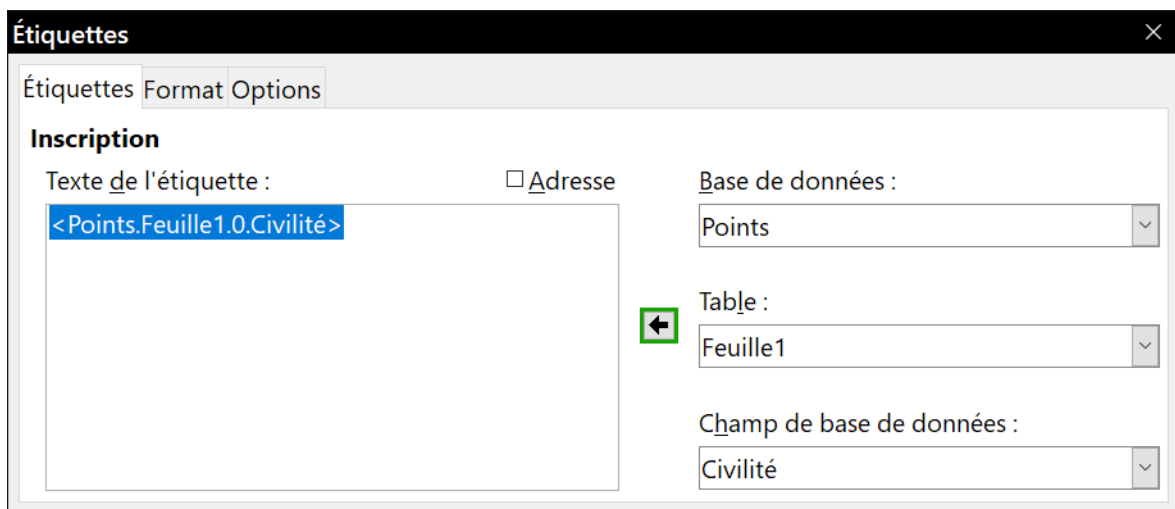 Étiquettes
Étiquettes Format Options
Inscription
Texte de l'étiquette :
Adresse
<Points.Feuille1.0.Civilité>
Base de données :
Points
Table :
Feuille1
Champ de base de données :
Civilité